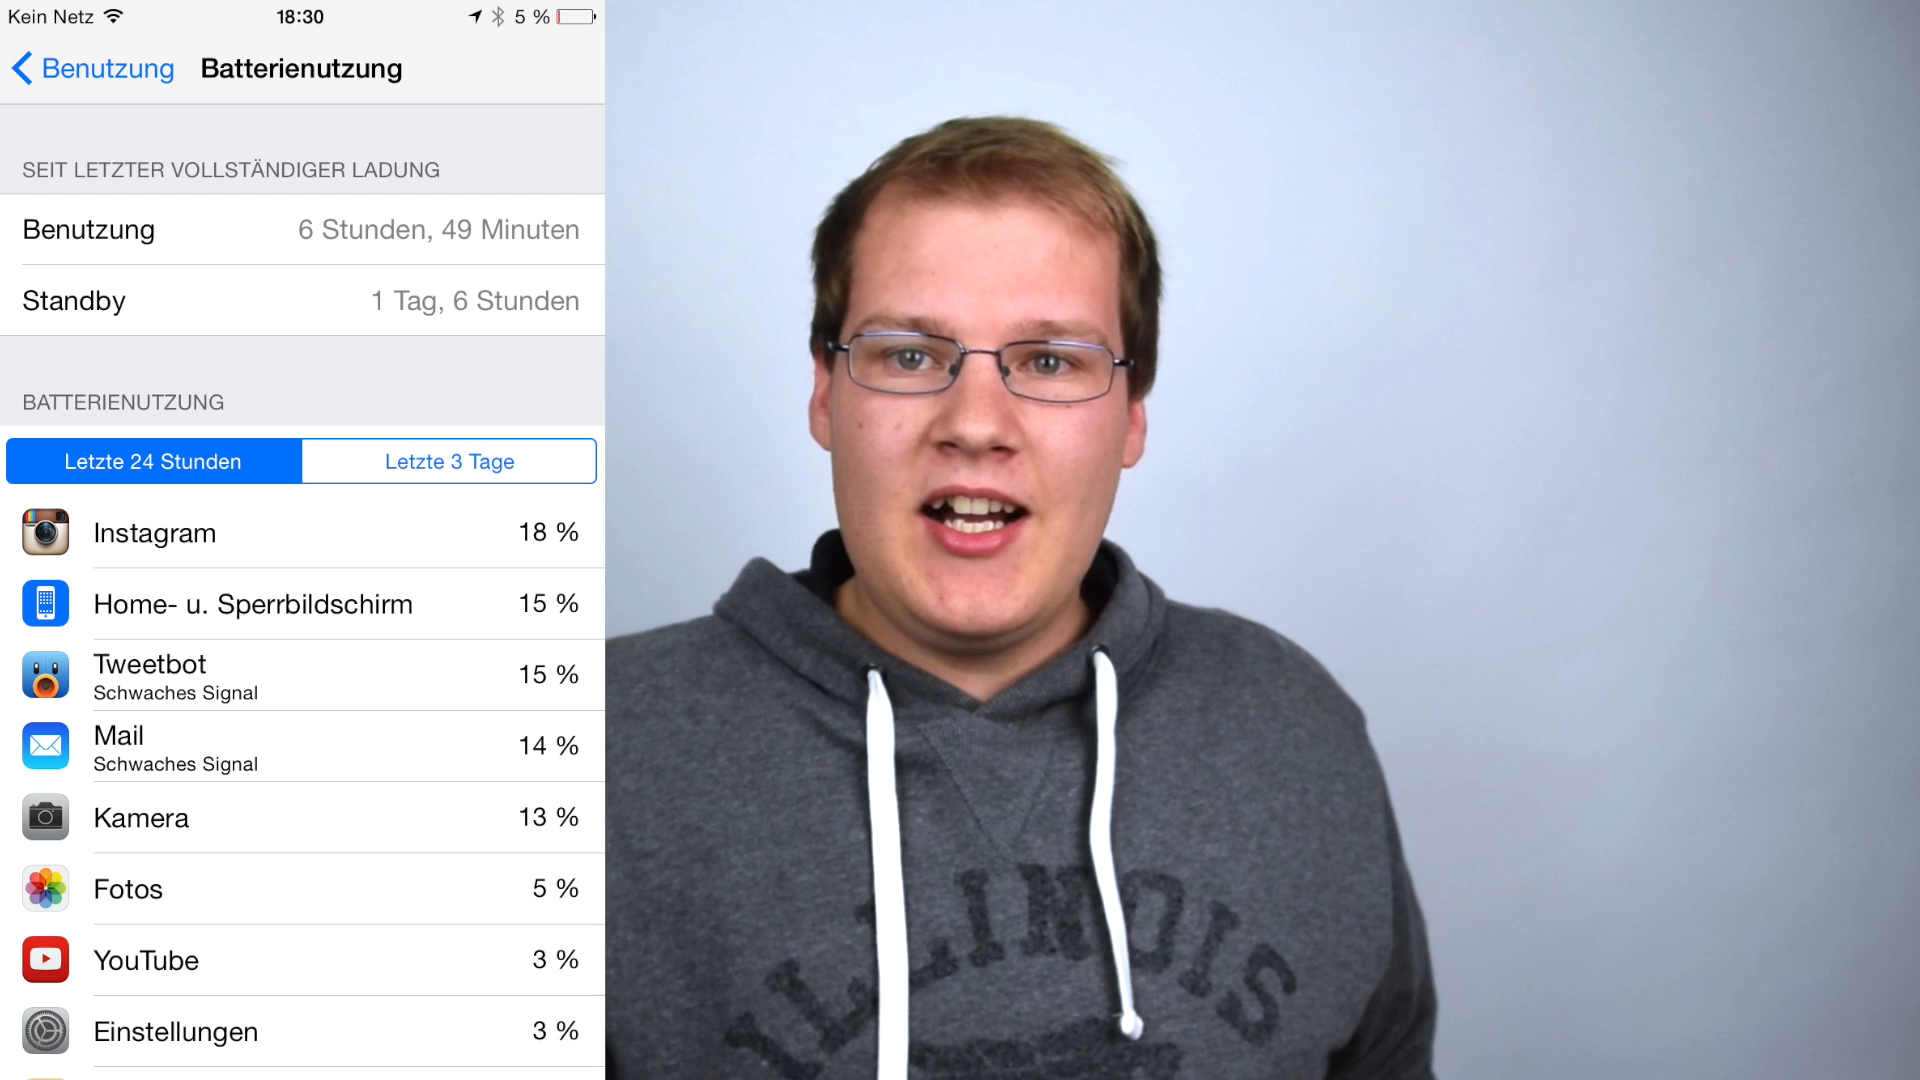 Kein Netz 18:30 5 %
Benutzung Batterienutzung
SEIT LETZTER VOLLSTÄNDIGER LADUNG
Benutzung 6 Stunden, 49 Minuten
Standby 1 Tag, 6 Stunden
BATTERIENUTZUNG
Letzte 24 Stunden Letzte 3 Tage
Instagram 18 %
Home- u. Sperrbildschirm 15 %
Tweetbot 15 %
Schwaches Signal
Mail 14 %
Schwaches Signal
Kamera 13 %
Fotos 5 %
YouTube 3 %
Einstellungen 3 %
ILLINOIS